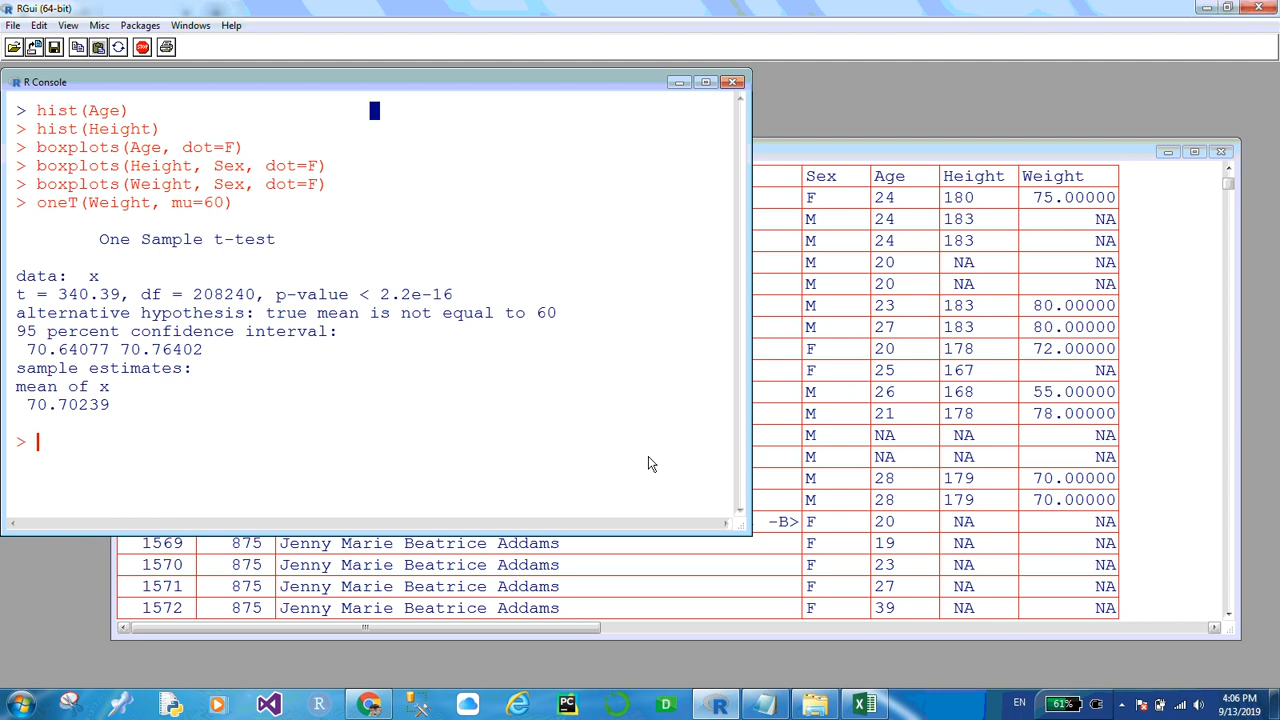 RGui (64-bit)
File Edit View Misc Packages Windows Help
R Console
> hist(Age)
> hist(Height)
> boxplots(Age, dot=F)
> boxplots(Height, Sex, dot=F)
> boxplots(Weight, Sex, dot=F)
> oneT(Weight, mu=60)
One Sample t-test
data: x
t = 340.39, df = 208240, p-value < 2.2e-16
alternative hypothesis: true mean is not equal to 60
95 percent confidence interval:
70.64077 70.76402
sample estimates:
mean of x
70.70239
>
Sex Age Height Weight
F 24 180 75.00000
M 24 183 NA
M 24 183 NA
M 20 NA NA
M 20 NA NA
M 23 183 80.00000
M 27 183 80.00000
F 20 178 72.00000
F 25 167 NA
M 26 168 55.00000
M 21 178 78.00000
M NA NA NA
M NA NA NA
M 28 179 70.00000
M 28 179 70.00000
-B> F 20 NA NA
1569 875 Jenny Marie Beatrice Addams F 19 NA NA
1570 875 Jenny Marie Beatrice Addams F 23 NA NA
1571 875 Jenny Marie Beatrice Addams F 27 NA NA
1572 875 Jenny Marie Beatrice Addams F 39 NA NA
EN 61% 4:06 PM
9/13/2019